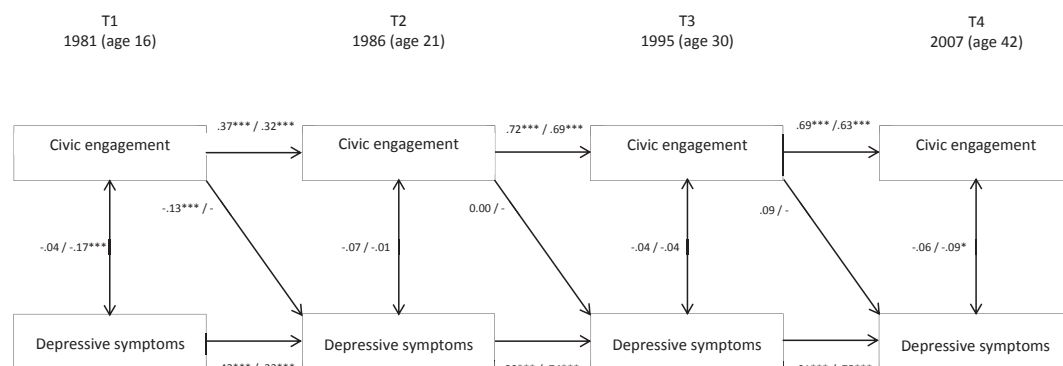 T1
1981 (age 16)
T2
1986 (age 21)
T3
1995 (age 30)
T4
2007 (age 42)
.37*** / .32***
.72*** / .69***
.69*** / .63***
Civic engagement
Civic engagement
Civic engagement
Civic engagement
-.13*** / -
0.00 / -
.09 / -
-.04 / -.17***
-.07 / -.01
-.04 / -.04
-.06 / -.09*
Depressive symptoms
Depressive symptoms
Depressive symptoms
Depressive symptoms